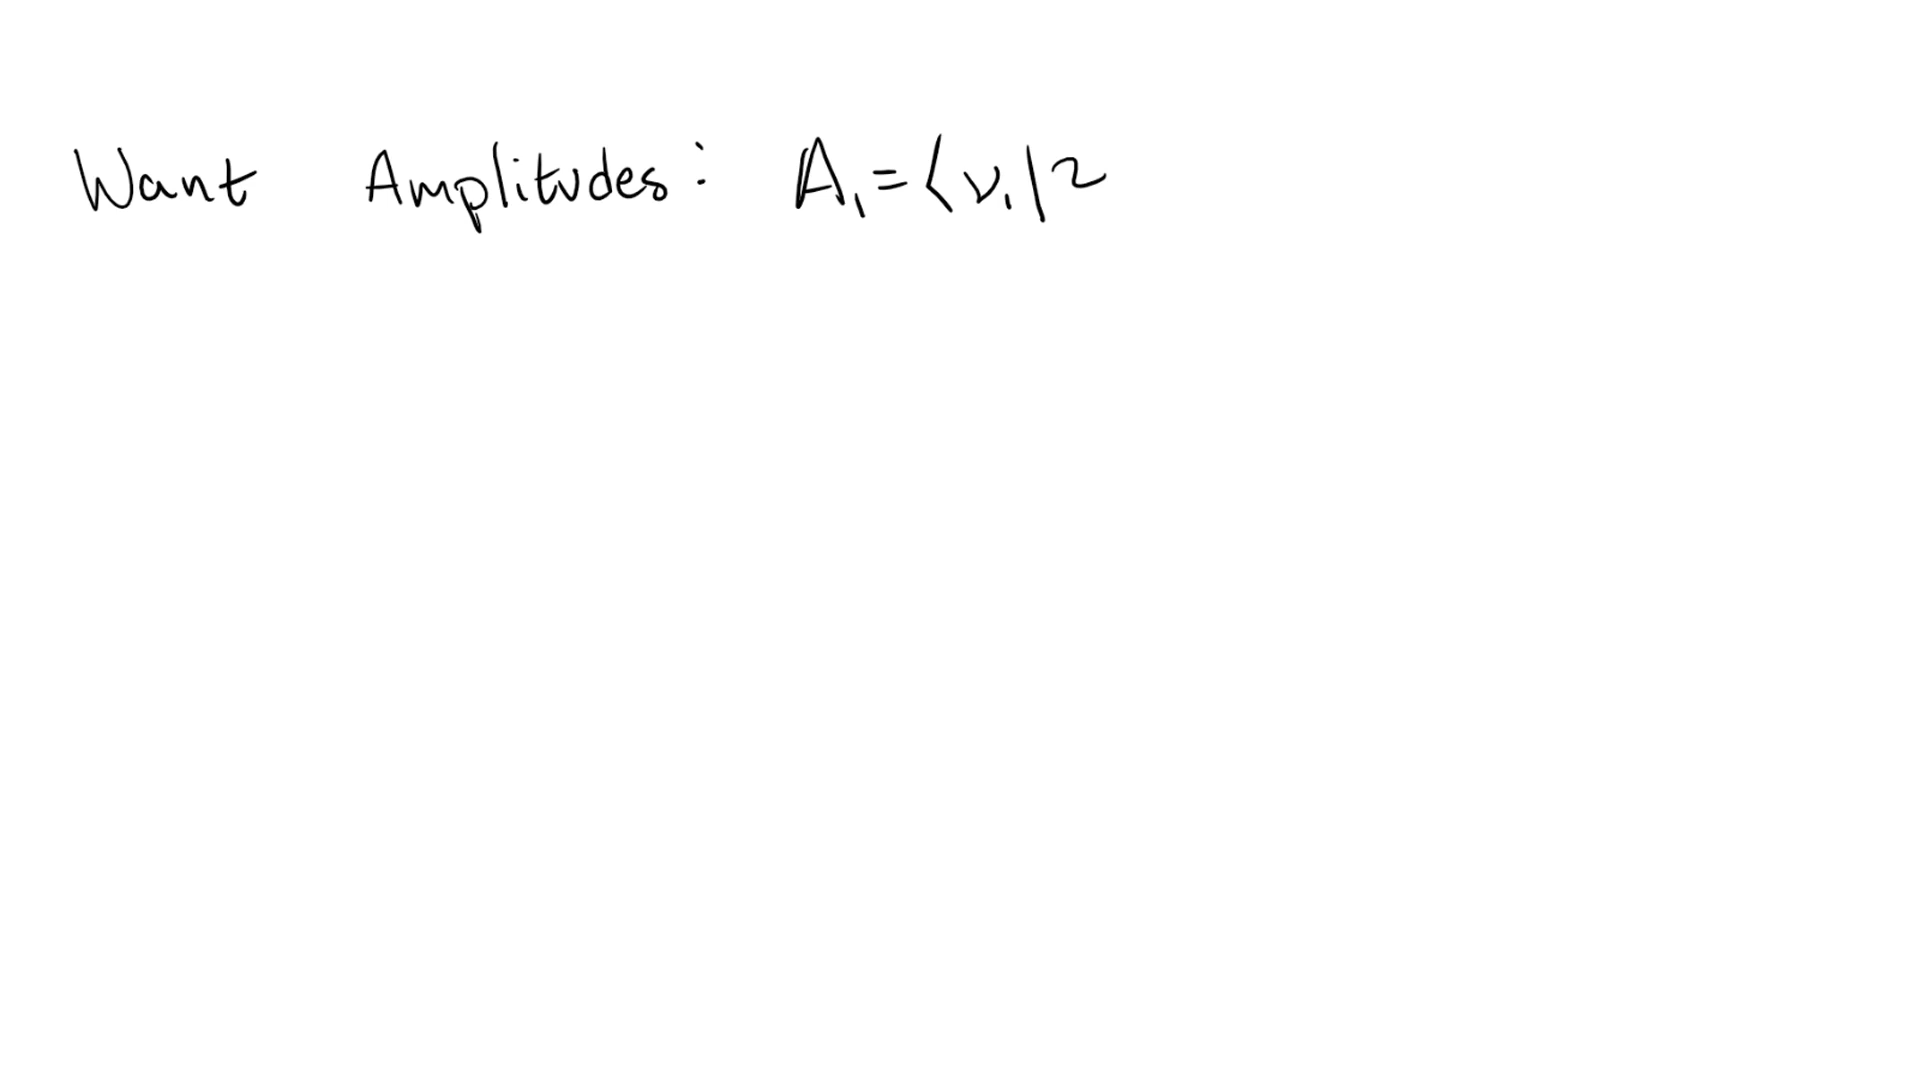 Want Amplitudes: A₁ = ⟨ν₁|2